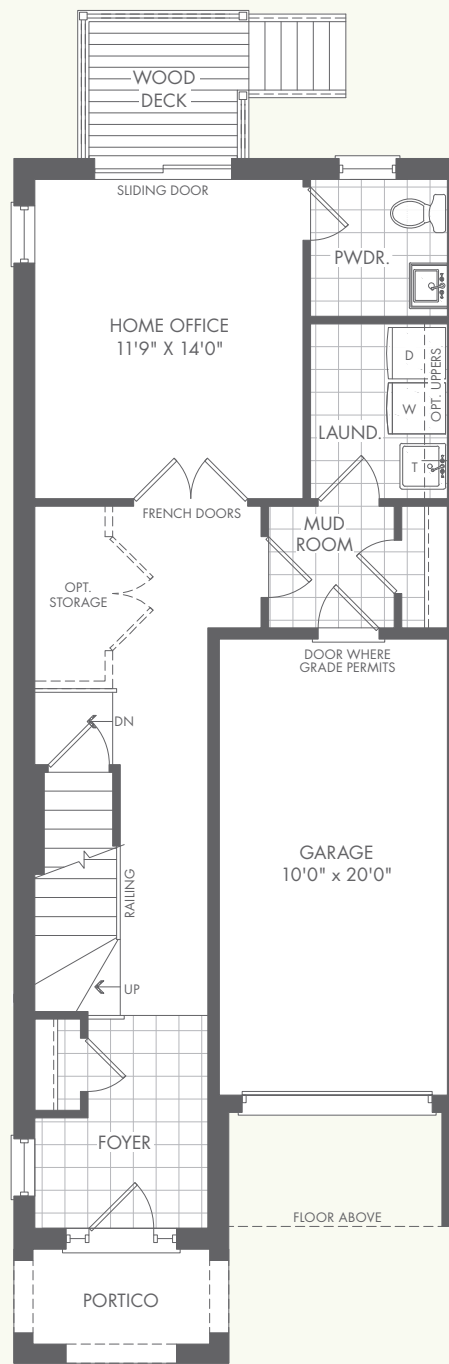 WOOD
DECK
SLIDING DOOR
PWDR.
HOME OFFICE
11'9" X 14'0"
D
W
OPT. UPPERS
LAUND.
T
FRENCH DOORS
MUD
ROOM
OPT.
STORAGE
DOOR WHERE
GRADE PERMITS
DN
GARAGE
10'0" x 20'0"
RAILING
UP
FOYER
FLOOR ABOVE
PORTICO